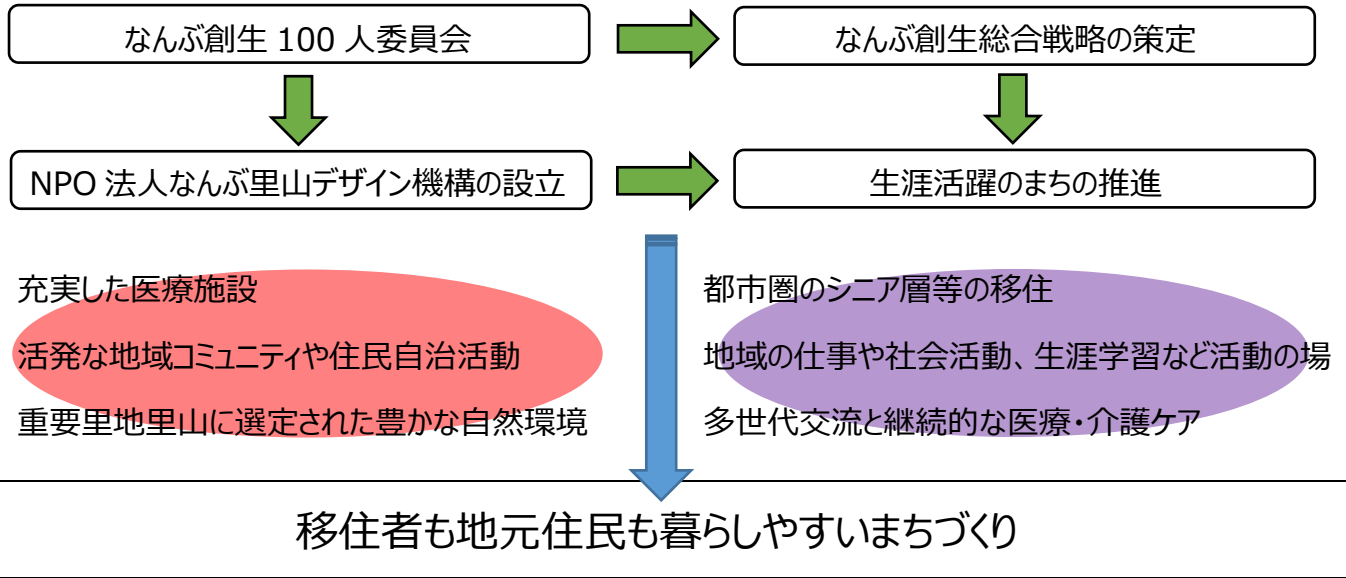 なんぶ創生 100 人委員会
なんぶ創生総合戦略の策定
NPO 法人なんぶ里山デザイン機構の設立
生涯活躍のまちの推進
充実した医療施設
活発な地域コミュニティや住民自治活動
重要里地里山に選定された豊かな自然環境
都市圏のシニア層等の移住
地域の仕事や社会活動、生涯学習など活動の場
多世代交流と継続的な医療・介護ケア
移住者も地元住民も暮らしやすいまちづくり